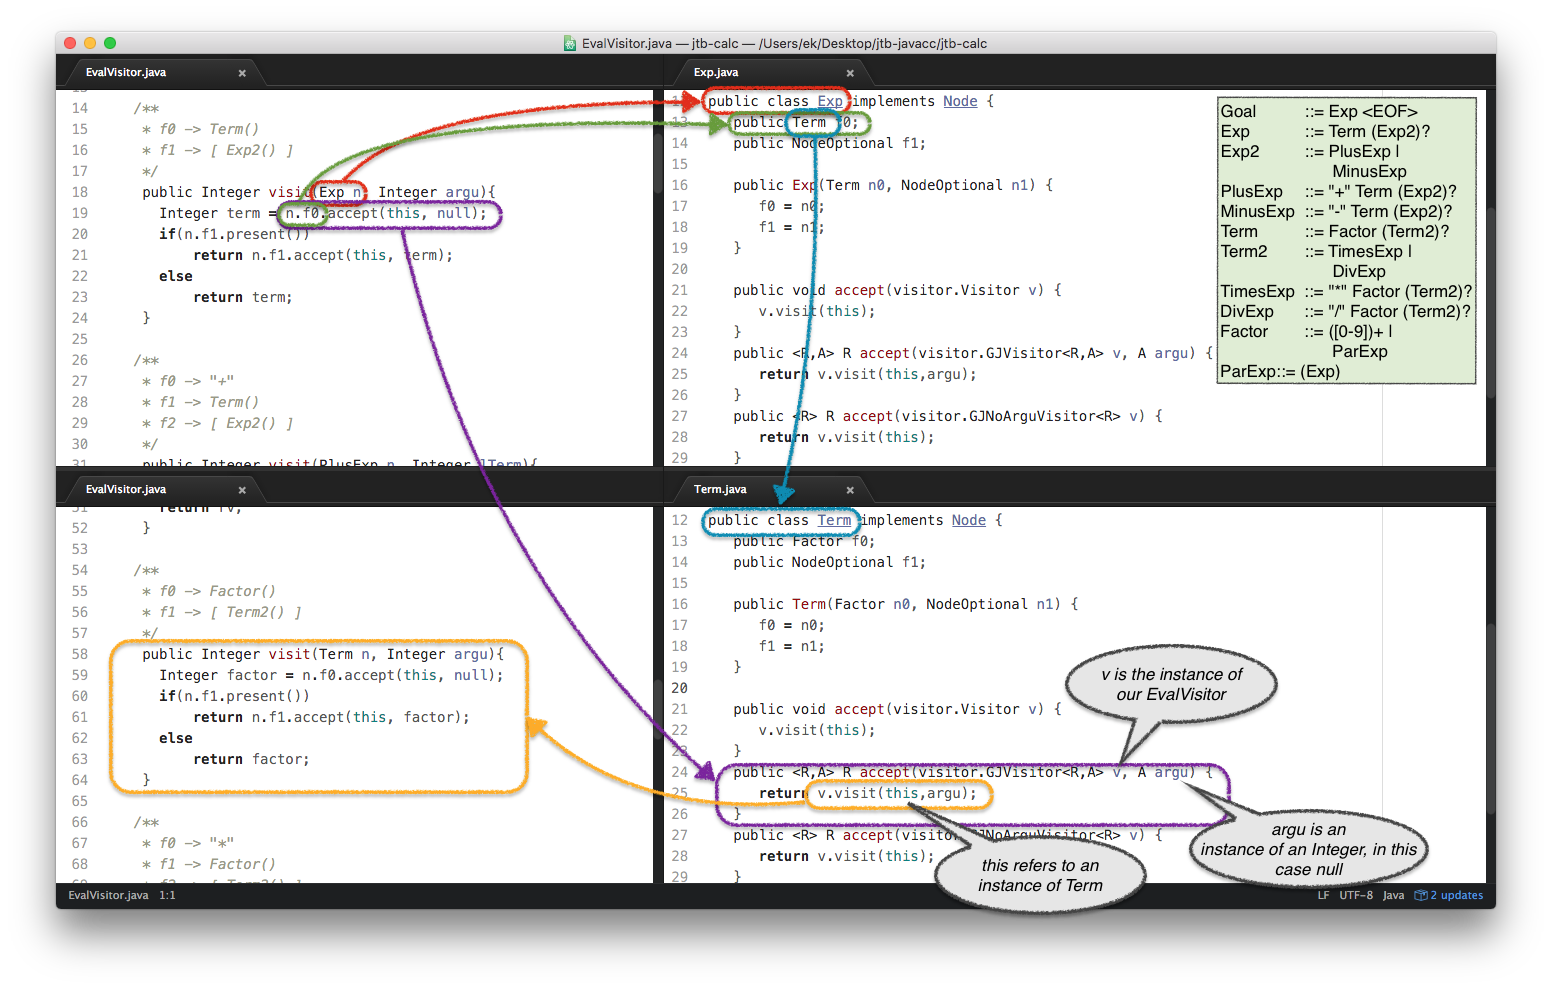 EvalVisitor.java — jtb-calc — /Users/ek/Desktop/jtb-javacc/jtb-calc
EvalVisitor.java ×
14 /**
15 * f0 -> Term()
16 * f1 -> [ Exp2() ]
17 */
18 public Integer visit(Exp n, Integer argu){
19 Integer term = n.f0.accept(this, null);
20 if(n.f1.present())
21 return n.f1.accept(this, term);
22 else
23 return term;
24 }
25
26 /**
27 * f0 -> "+"
28 * f1 -> Term()
29 * f2 -> [ Exp2() ]
30 */
31 public Integer visit(PlusExp n, Integer lTerm){
Exp.java ×
12 public class Exp implements Node {
13 public Term f0;
14 public NodeOptional f1;
15
16 public Exp(Term n0, NodeOptional n1) {
17 f0 = n0;
18 f1 = n1;
19 }
20
21 public void accept(visitor.Visitor v) {
22 v.visit(this);
23 }
24 public <R,A> R accept(visitor.GJVisitor<R,A> v, A argu) {
25 return v.visit(this,argu);
26 }
27 public <R> R accept(visitor.GJNoArguVisitor<R> v) {
28 return v.visit(this);
29 }
Goal ::= Exp <EOF>
Exp ::= Term (Exp2)?
Exp2 ::= PlusExp |
MinusExp
PlusExp ::= "+" Term (Exp2)?
MinusExp ::= "-" Term (Exp2)?
Term ::= Factor (Term2)?
Term2 ::= TimesExp |
DivExp
TimesExp ::= "*" Factor (Term2)?
DivExp ::= "/" Factor (Term2)?
Factor ::= ([0-9])+ |
ParExp
ParExp::= (Exp)
EvalVisitor.java ×
51 return rv;
52 }
53
54 /**
55 * f0 -> Factor()
56 * f1 -> [ Term2() ]
57 */
58 public Integer visit(Term n, Integer argu){
59 Integer factor = n.f0.accept(this, null);
60 if(n.f1.present())
61 return n.f1.accept(this, factor);
62 else
63 return factor;
64 }
65
66 /**
67 * f0 -> "*"
68 * f1 -> Factor()
69 * f2 -> [ Term2() ]
Term.java ×
12 public class Term implements Node {
13 public Factor f0;
14 public NodeOptional f1;
15
16 public Term(Factor n0, NodeOptional n1) {
17 f0 = n0;
18 f1 = n1;
19 }
20
21 public void accept(visitor.Visitor v) {
22 v.visit(this);
23 }
24 public <R,A> R accept(visitor.GJVisitor<R,A> v, A argu) {
25 return v.visit(this,argu);
26 }
27 public <R> R accept(visitor.GJNoArguVisitor<R> v) {
28 return v.visit(this);
29 }
v is the instance of
our EvalVisitor
argu is an
instance of an Integer, in this
case null
this refers to an
instance of Term
EvalVisitor.java 1:1
LF UTF-8 Java 2 updates